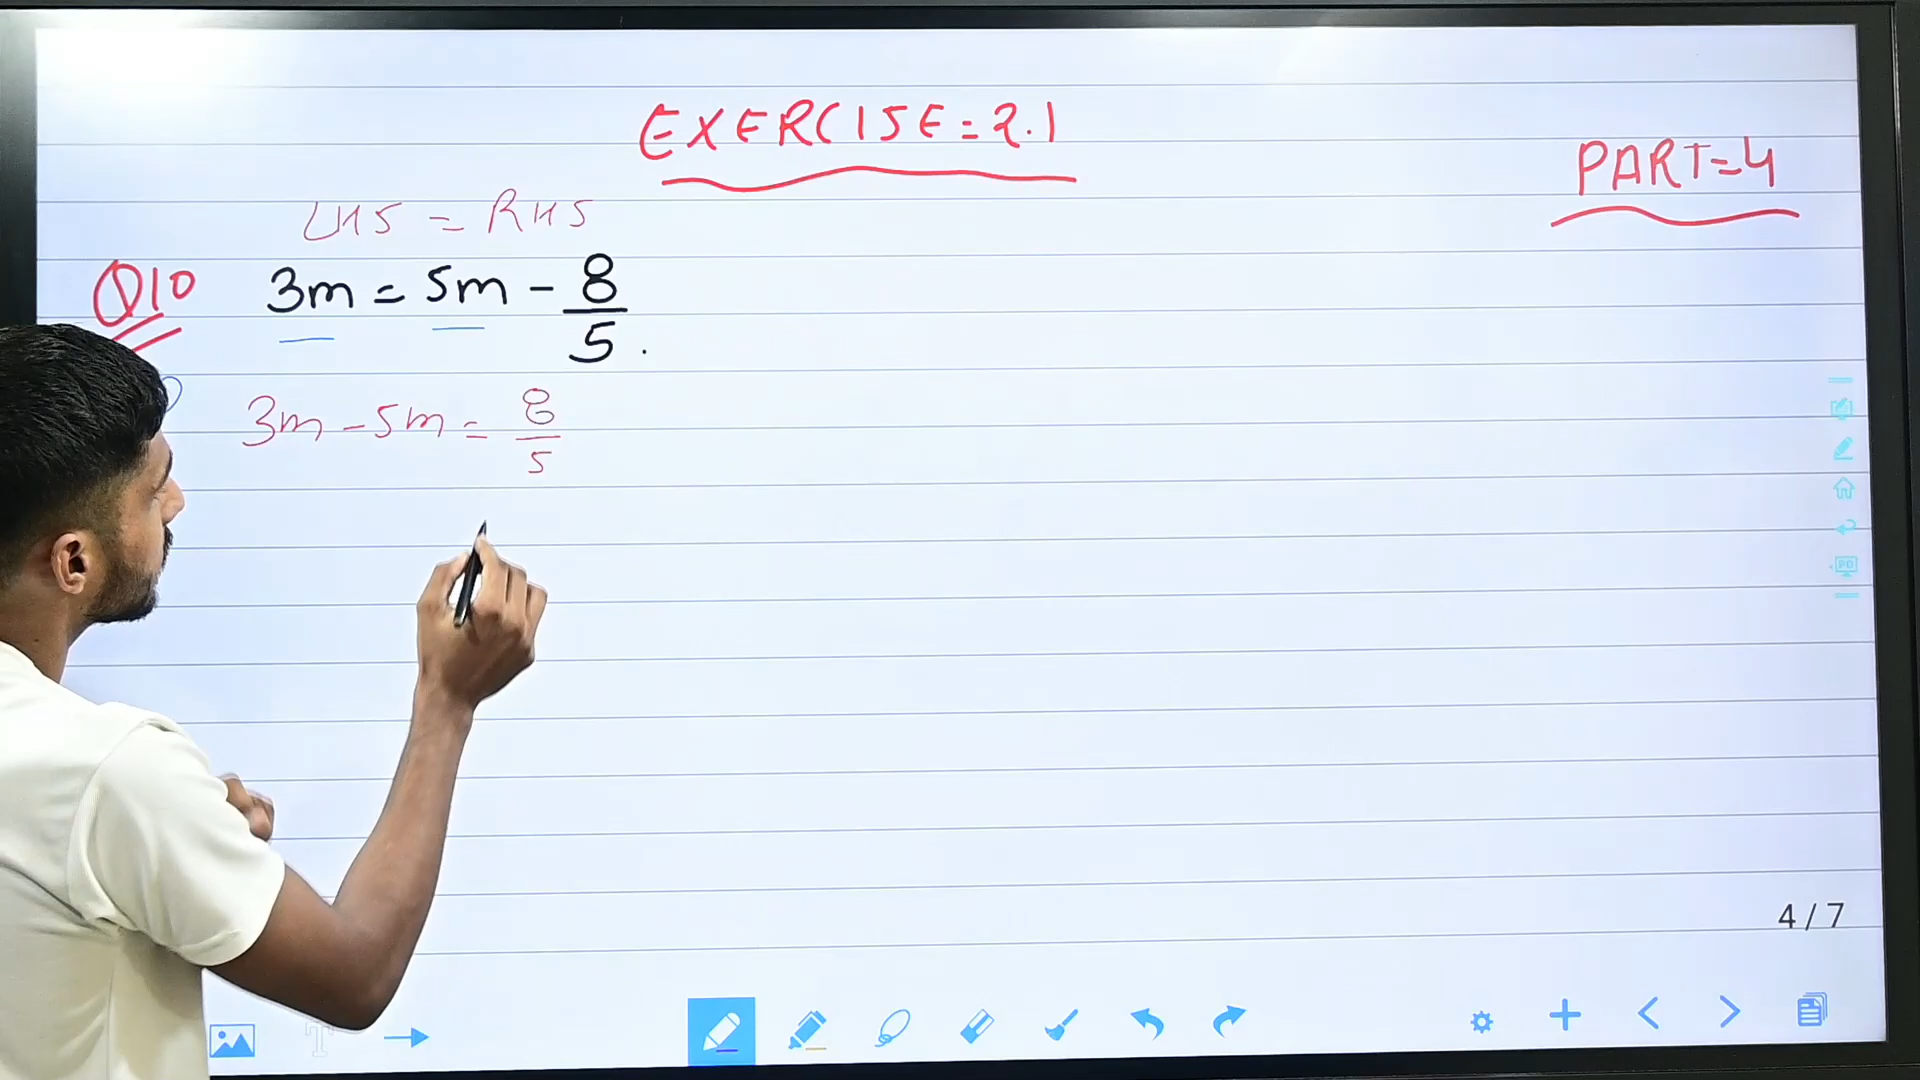 EXERCISE=2.1
PART=4
LHS = RHS
Q10 3m = 5m - 8/5.
3m - 5m = 8/5
4/7